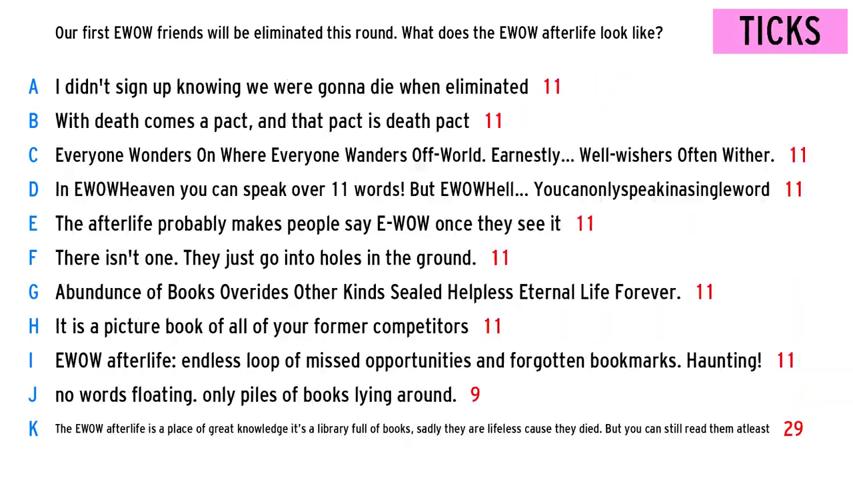 Our first EWOW friends will be eliminated this round. What does the EWOW afterlife look like?
TICKS
A I didn't sign up knowing we were gonna die when eliminated 11
B With death comes a pact, and that pact is death pact 11
C Everyone Wonders On Where Everyone Wanders Off-World. Earnestly... Well-wishers Often Wither. 11
D In EWOWHeaven you can speak over 11 words! But EWOWHell... Youcanonlyspeakinasingleword 11
E The afterlife probably makes people say E-WOW once they see it 11
F There isn't one. They just go into holes in the ground. 11
G Abundunce of Books Overides Other Kinds Sealed Helpless Eternal Life Forever. 11
H It is a picture book of all of your former competitors 11
I EWOW afterlife: endless loop of missed opportunities and forgotten bookmarks. Haunting! 11
J no words floating. only piles of books lying around. 9
K The EWOW afterlife is a place of great knowledge it's a library full of books, sadly they are lifeless cause they died. But you can still read them atleast 29